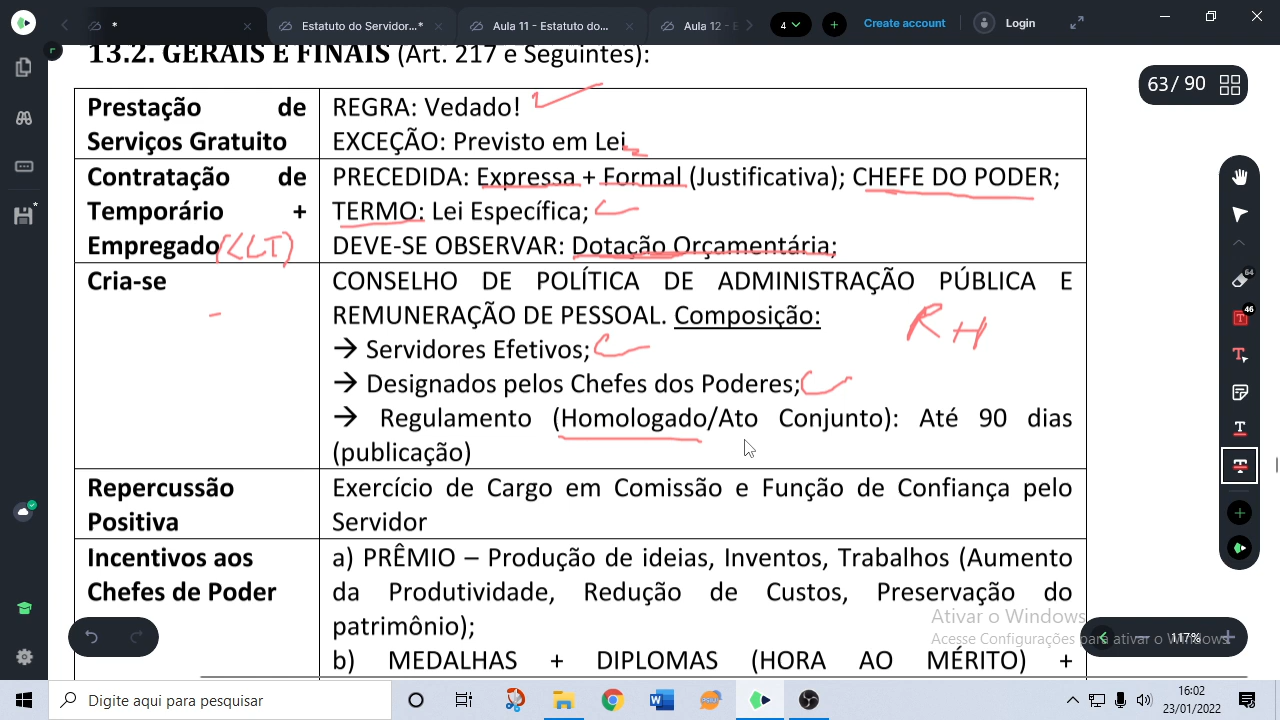 Estatuto do Servidor...*
Aula 11 - Estatuto do...
Aula 12 - E
4
Create account
Login
13.2. GERAIS E FINAIS (Art. 217 e Seguintes):
63/ 90
Prestação de Serviços Gratuito
REGRA: Vedado!
EXCEÇÃO: Previsto em Lei
Contratação de
Temporário +
Empregado (CLT)
PRECEDIDA: Expressa + Formal (Justificativa); CHEFE DO PODER;
TERMO: Lei Específica;
DEVE-SE OBSERVAR: Dotação Orçamentária;
Cria-se
CONSELHO DE POLÍTICA DE ADMINISTRAÇÃO PÚBLICA E
REMUNERAÇÃO DE PESSOAL. Composição:
RH
→ Servidores Efetivos;
→ Designados pelos Chefes dos Poderes;
→ Regulamento (Homologado/Ato Conjunto): Até 90 dias
(publicação)
Repercussão
Positiva
Exercício de Cargo em Comissão e Função de Confiança pelo
Servidor
Incentivos aos
Chefes de Poder
a) PRÊMIO – Produção de ideias, Inventos, Trabalhos (Aumento
da Produtividade, Redução de Custos, Preservação do
patrimônio);
b) MEDALHAS + DIPLOMAS (HORA AO MÉRITO) +
64
46
Ativar o Windows
Acesse Configurações para ativar o Windows.
117%
Digite aqui para pesquisar
16:02
23/01/2022